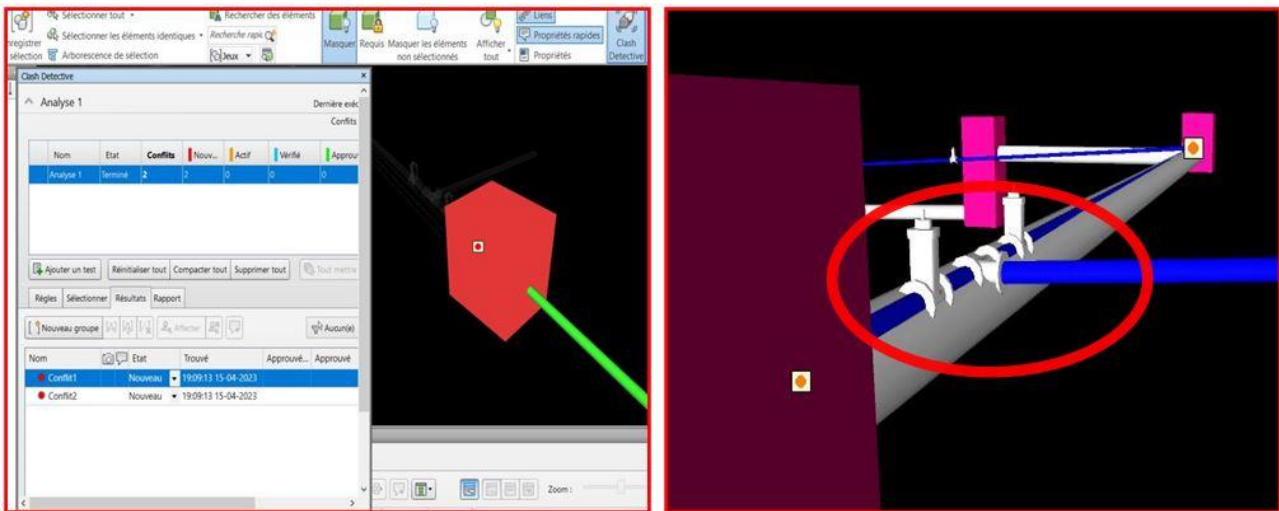 Sélectionner tout
Rechercher des éléments
Liens
Sélectionner les éléments identiques
Recherche rapi
Masquer
Requis
Masquer les éléments
non sélectionnés
Afficher
tout
Propriétés rapides
Clash
Detective
sélection
Arborescence de sélection
Jeux
Propriétés
Clash Detective
x
Analyse 1
Dernière exéc
Conflits
Nom Etat Conflits Nouv... Actif Vérifié Approuv
Analyse 1 Terminé 2 2 0 0 0
Ajouter un test Réinitialiser tout Compacter tout Supprimer tout Tout mettre
Règles Sélectionner Résultats Rapport
Nouveau groupe Affecter Aucun(e)
Nom Etat Trouvé Approuvé... Approuvé
Conflit1 Nouveau 19:09:13 15-04-2023
Conflit2 Nouveau 19:09:13 15-04-2023
Zoom :